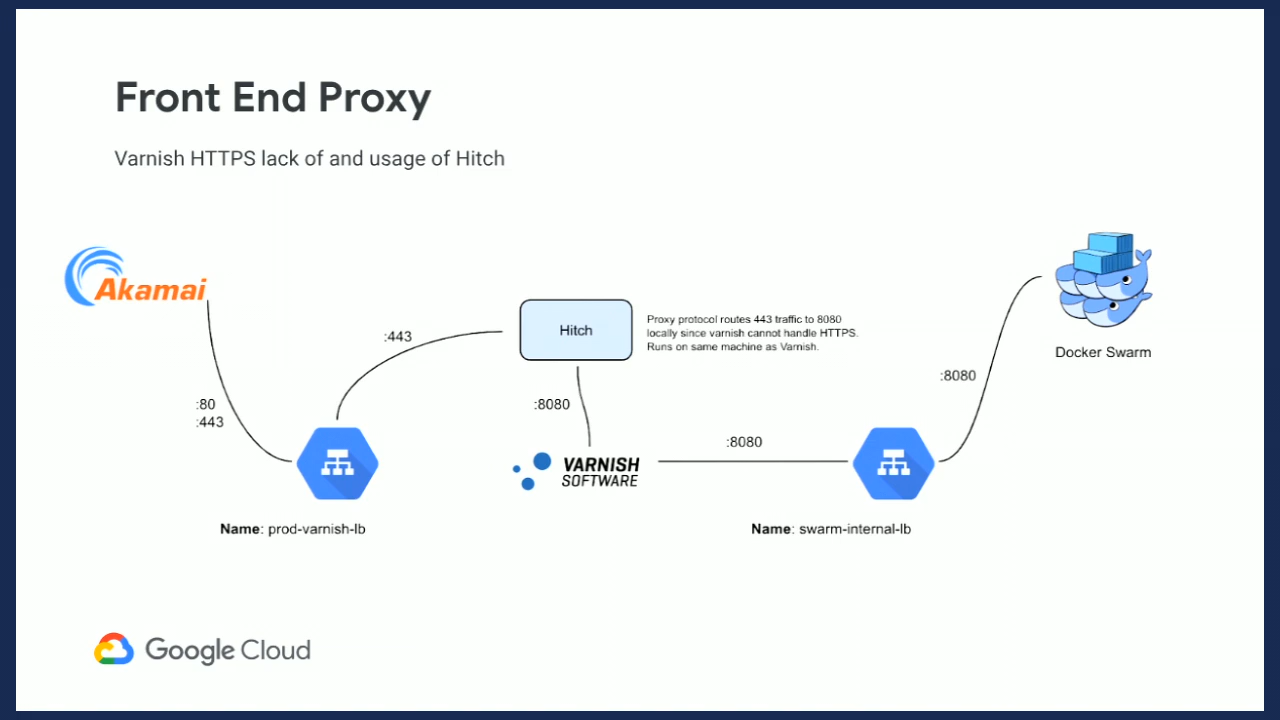 Front End Proxy
Varnish HTTPS lack of and usage of Hitch
Akamai
:80
:443
:443
Hitch
Proxy protocol routes 443 traffic to 8080
locally since varnish cannot handle HTTPS.
Runs on same machine as Varnish.
:8080
VARNISH
SOFTWARE
:8080
:8080
Docker Swarm
Name: prod-varnish-lb
Name: swarm-internal-lb
Google Cloud